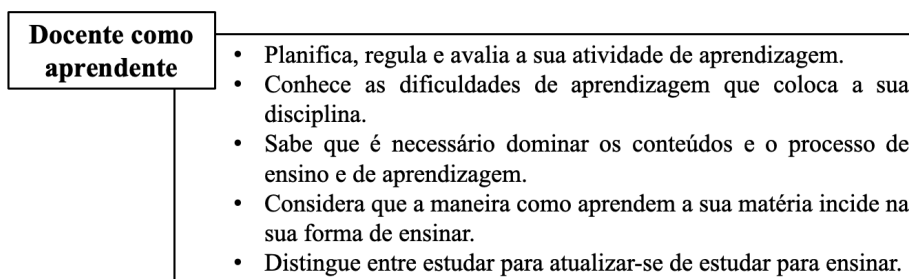 Docente como
aprendente
• Planifica, regula e avalia a sua atividade de aprendizagem.
• Conhece as dificuldades de aprendizagem que coloca a sua
disciplina.
• Sabe que é necessário dominar os conteúdos e o processo de
ensino e de aprendizagem.
• Considera que a maneira como aprendem a sua matéria incide na
sua forma de ensinar.
• Distingue entre estudar para atualizar-se de estudar para ensinar.